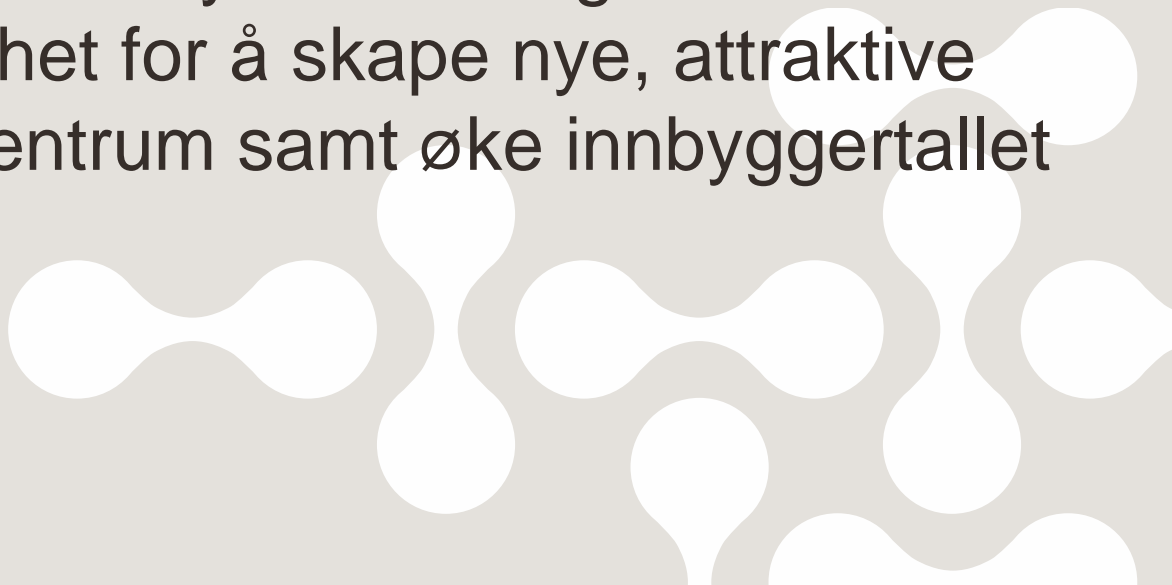 het for å skape nye, attraktive
entrum samt øke innbyggertallet